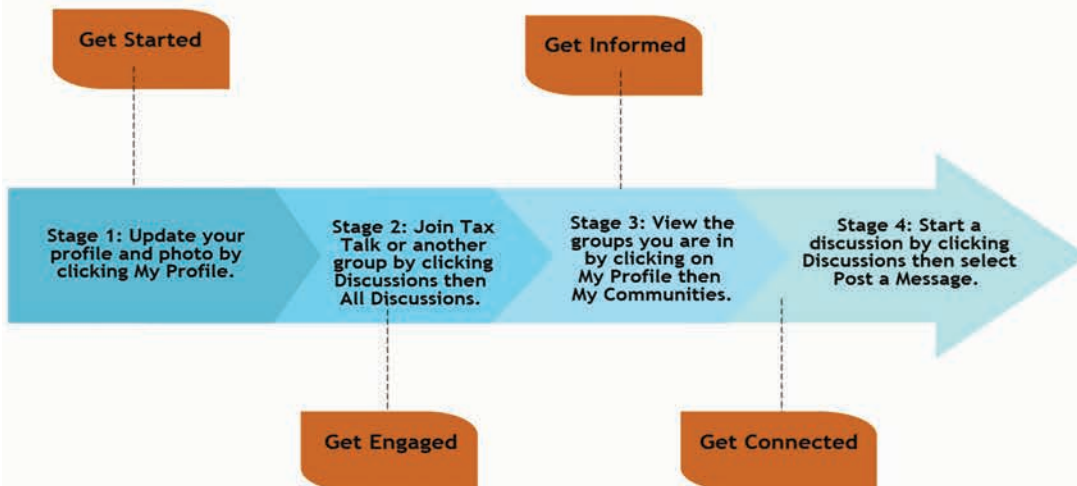 Get Started
Get Informed
Stage 1: Update your
profile and photo by
clicking My Profile.
Stage 2: Join Tax
Talk or another
group by clicking
Discussions then
All Discussions.
Stage 3: View the
groups you are in
by clicking on
My Profile then
My Communities.
Stage 4: Start a
discussion by clicking
Discussions then select
Post a Message.
Get Engaged
Get Connected